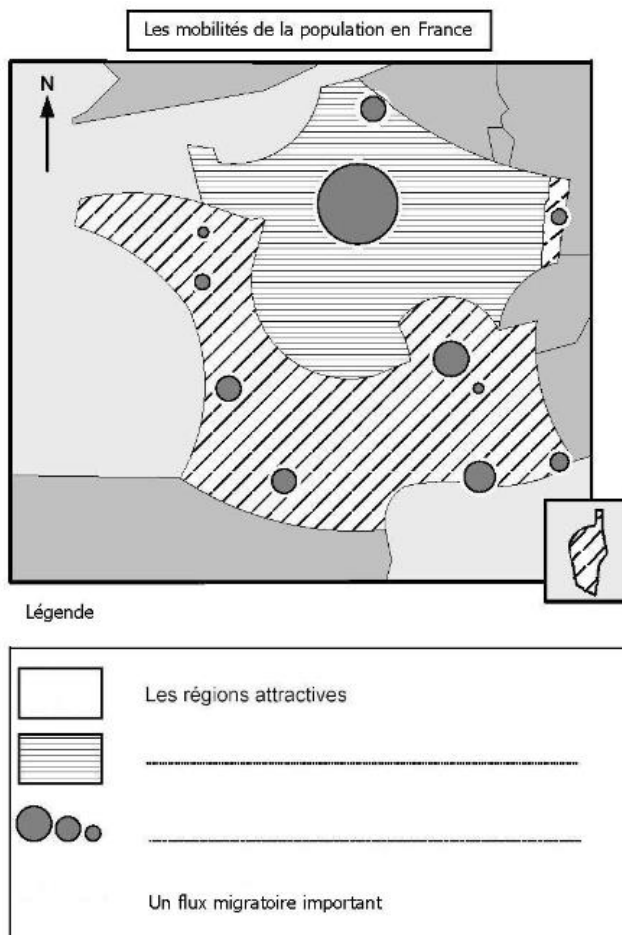 Les mobilités de la population en France
N
Légende
Les régions attractives
Un flux migratoire important